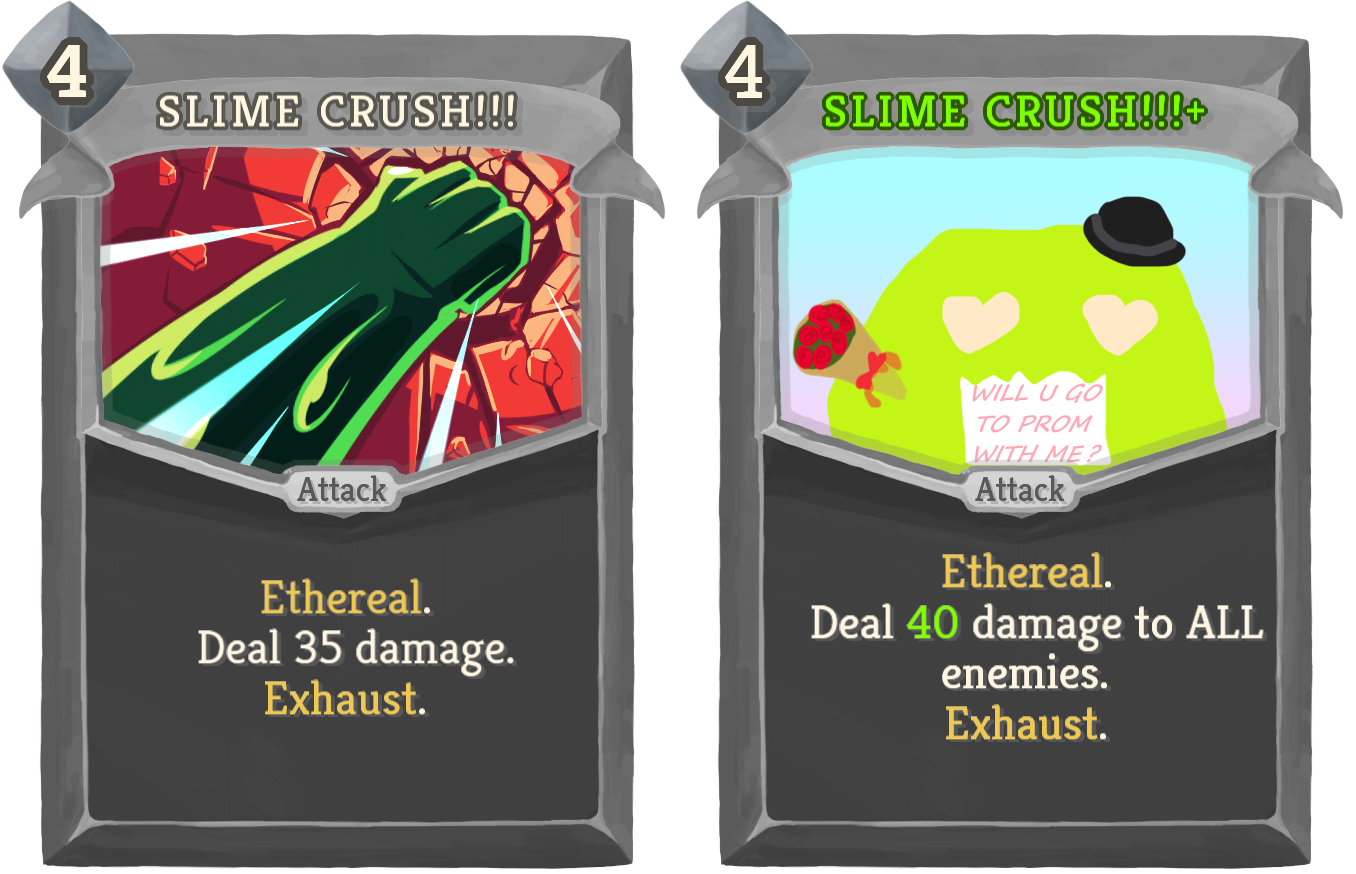 4
SLIME CRUSH!!!
Attack
Ethereal.
Deal 35 damage.
Exhaust.
4
SLIME CRUSH!!!+
WILL U GO
TO PROM
WITH ME?
Attack
Ethereal.
Deal 40 damage to ALL
enemies.
Exhaust.